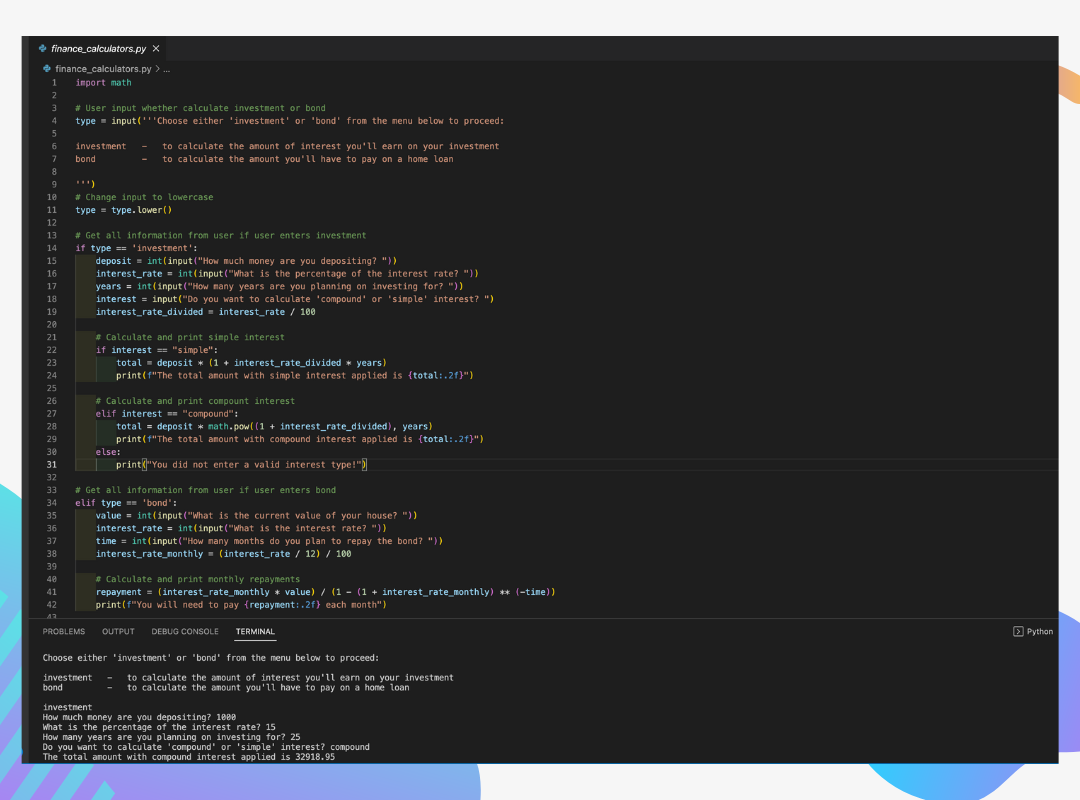 finance_calculators.py ×
finance_calculators.py > ...
1 import math
2
3 # User input whether calculate investment or bond
4 type = input('''Choose either 'investment' or 'bond' from the menu below to proceed:
5
6 investment   -   to calculate the amount of interest you'll earn on your investment
7 bond         -   to calculate the amount you'll have to pay on a home loan
8
9 ''')
10 # Change input to lowercase
11 type = type.lower()
12
13 # Get all information from user if user enters investment
14 if type == 'investment':
15     deposit = int(input("How much money are you depositing? "))
16     interest_rate = int(input("What is the percentage of the interest rate? "))
17     years = int(input("How many years are you planning on investing for? "))
18     interest = input("Do you want to calculate 'compound' or 'simple' interest? ")
19     interest_rate_divided = interest_rate / 100
20
21     # Calculate and print simple interest
22     if interest == "simple":
23         total = deposit * (1 + interest_rate_divided * years)
24         print(f"The total amount with simple interest applied is {total:.2f}")
25
26     # Calculate and print compount interest
27     elif interest == "compound":
28         total = deposit * math.pow((1 + interest_rate_divided), years)
29         print(f"The total amount with compound interest applied is {total:.2f}")
30     else:
31         print("You did not enter a valid interest type!")
32
33 # Get all information from user if user enters bond
34 elif type == 'bond':
35     value = int(input("What is the current value of your house? "))
36     interest_rate = int(input("What is the interest rate? "))
37     time = int(input("How many months do you plan to repay the bond? "))
38     interest_rate_monthly = (interest_rate / 12) / 100
39
40     # Calculate and print monthly repayments
41     repayment = (interest_rate_monthly * value) / (1 - (1 + interest_rate_monthly) ** (-time))
42     print(f"You will need to pay {repayment:.2f} each month")
43
PROBLEMS OUTPUT DEBUG CONSOLE TERMINAL Python
Choose either 'investment' or 'bond' from the menu below to proceed:
investment   -   to calculate the amount of interest you'll earn on your investment
bond         -   to calculate the amount you'll have to pay on a home loan
investment
How much money are you depositing? 1000
What is the percentage of the interest rate? 15
How many years are you planning on investing for? 25
Do you want to calculate 'compound' or 'simple' interest? compound
The total amount with compound interest applied is 32918.95